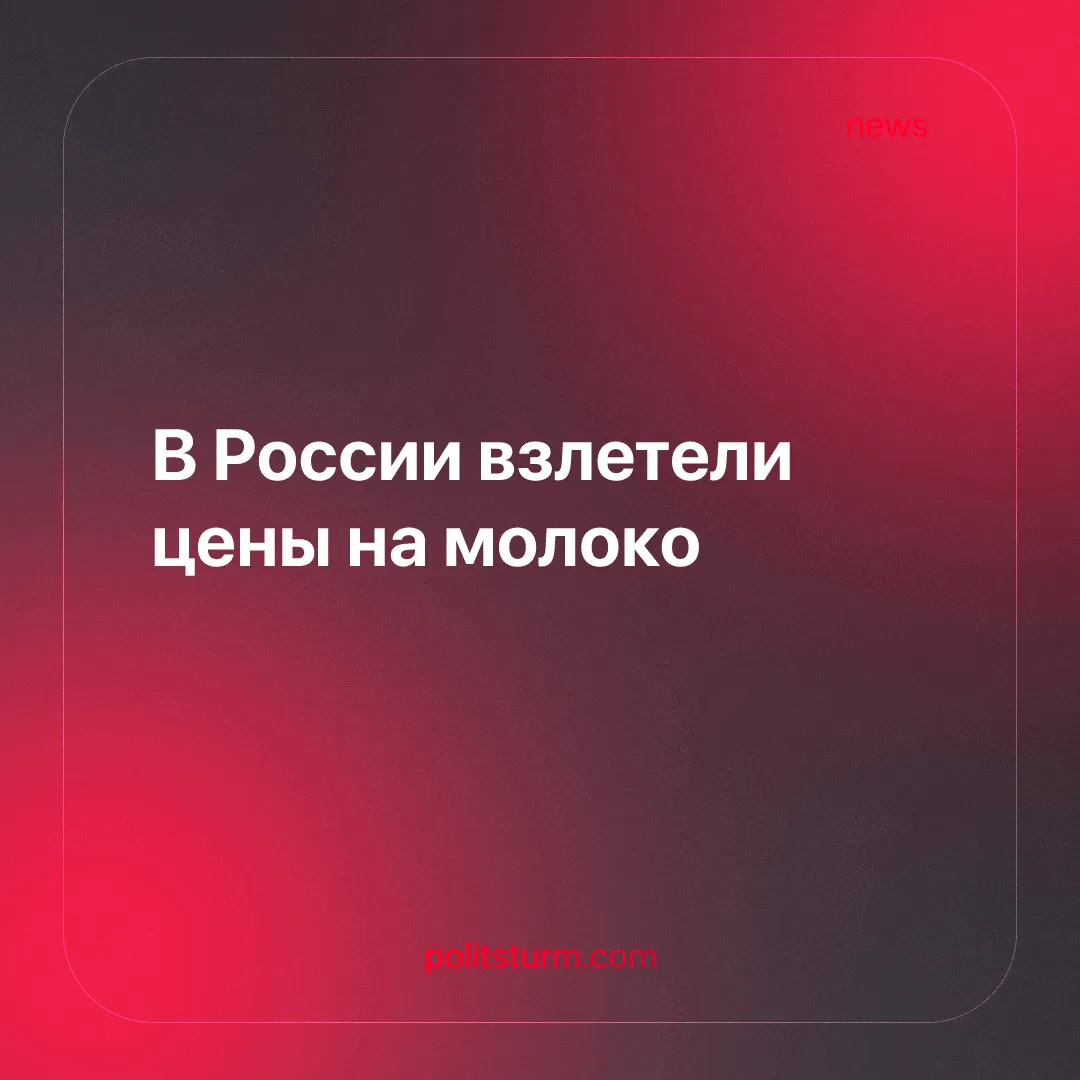 news
В России взлетели
цены на молоко
politsturm.com